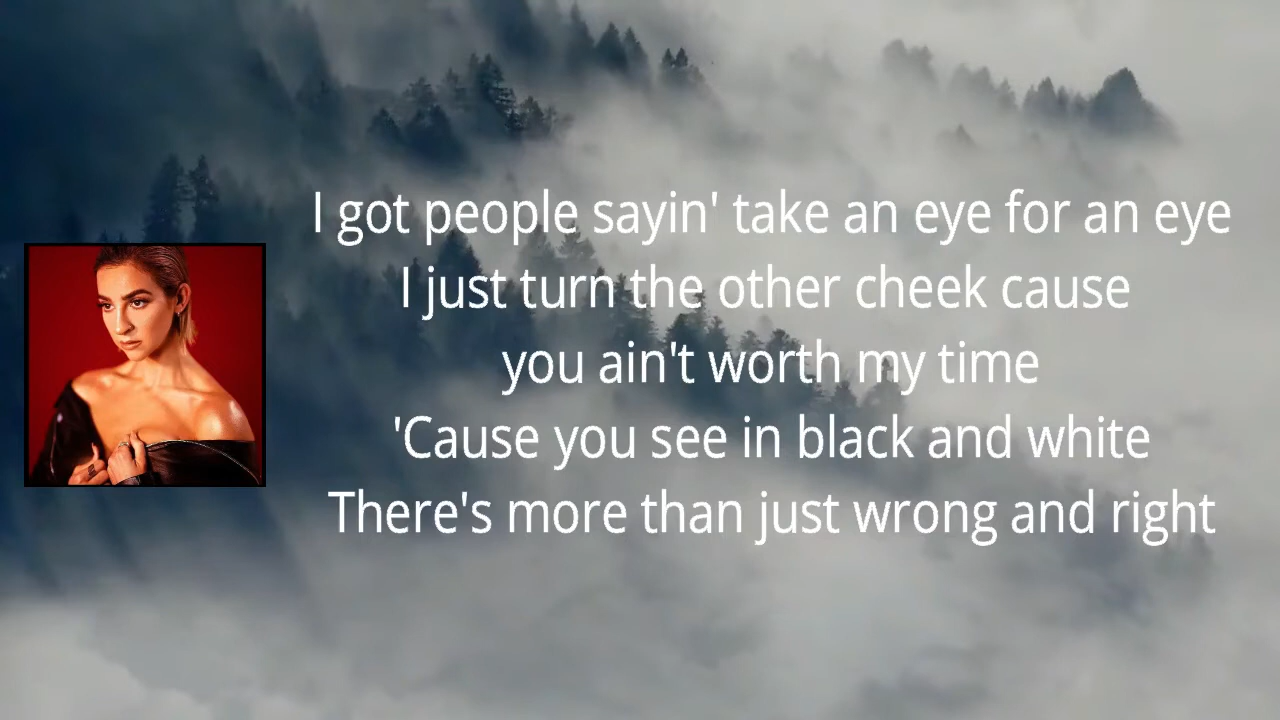 I got people sayin' take an eye for an eye
I just turn the other cheek cause
you ain't worth my time
'Cause you see in black and white
There's more than just wrong and right